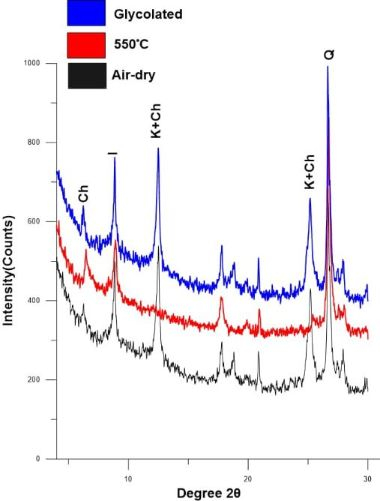 Glycolated
550°C
Air-dry
1000
800
600
400
200
0
Intensity(Counts)
Ch
I
K+Ch
K+Ch
Q
10
20
30
Degree 2θ